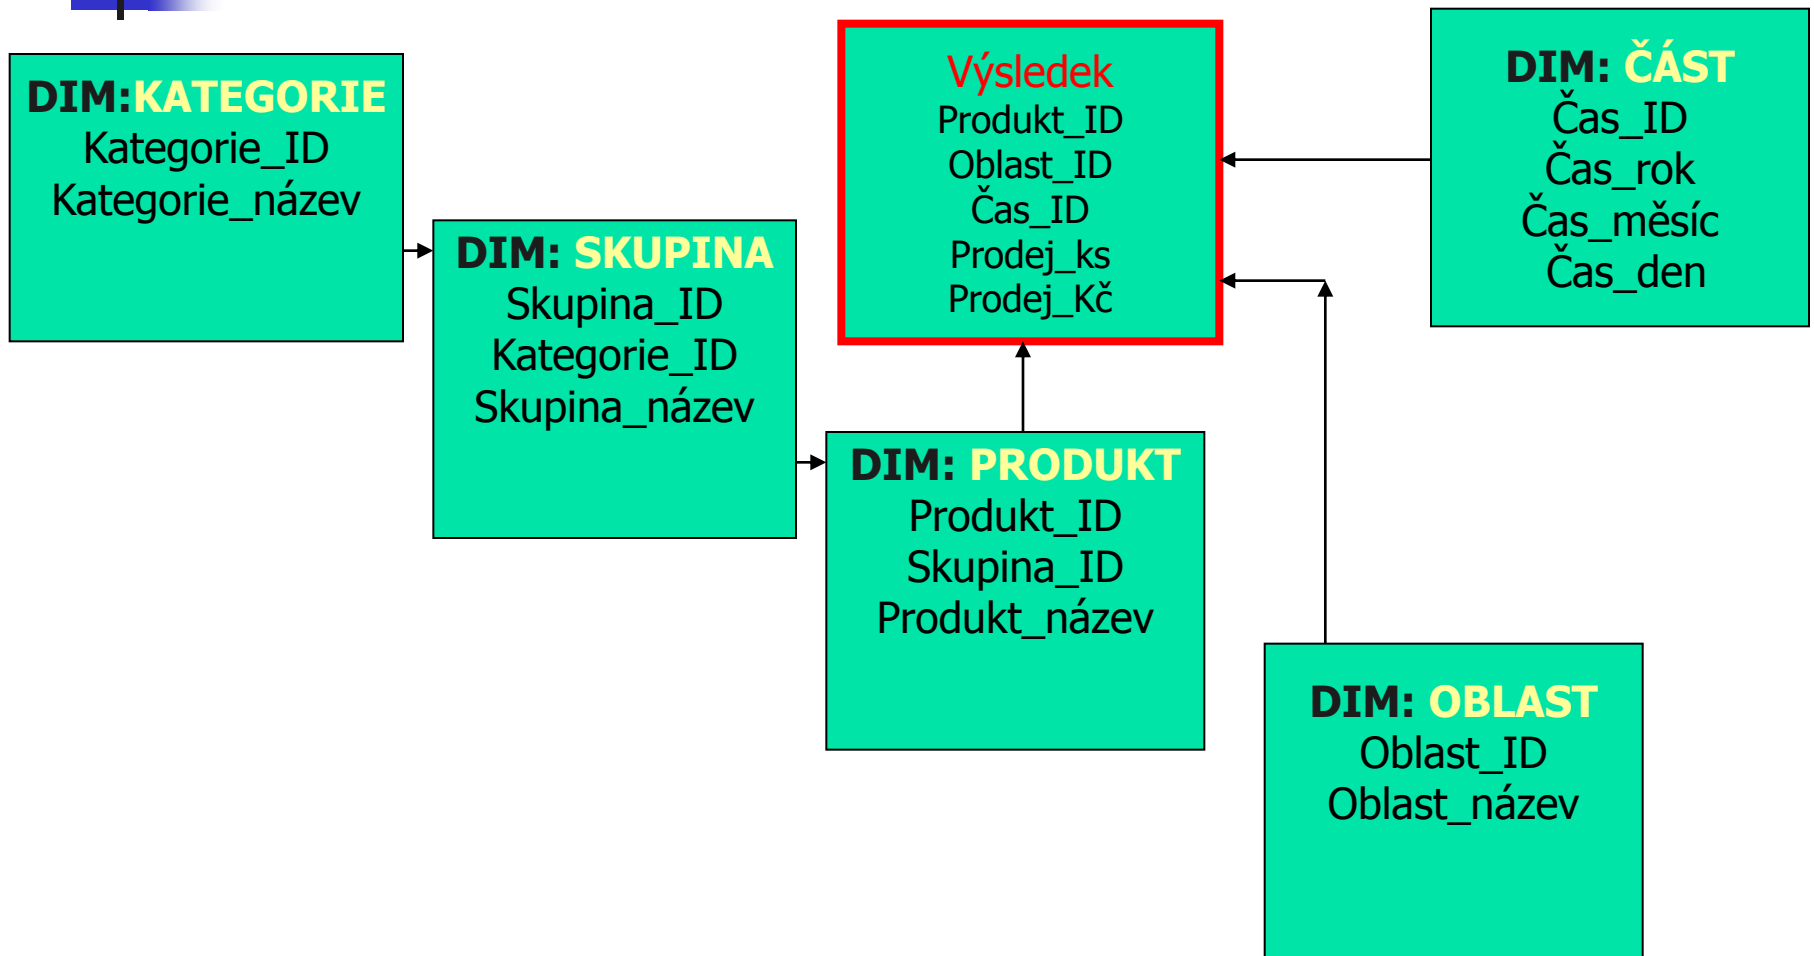 DIM:KATEGORIE
Kategorie_ID
Kategorie_název
DIM: SKUPINA
Skupina_ID
Kategorie_ID
Skupina_název
Výsledek
Produkt_ID
Oblast_ID
Čas_ID
Prodej_ks
Prodej_Kč
DIM: PRODUKT
Produkt_ID
Skupina_ID
Produkt_název
DIM: ČÁST
Čas_ID
Čas_rok
Čas_měsíc
Čas_den
DIM: OBLAST
Oblast_ID
Oblast_název